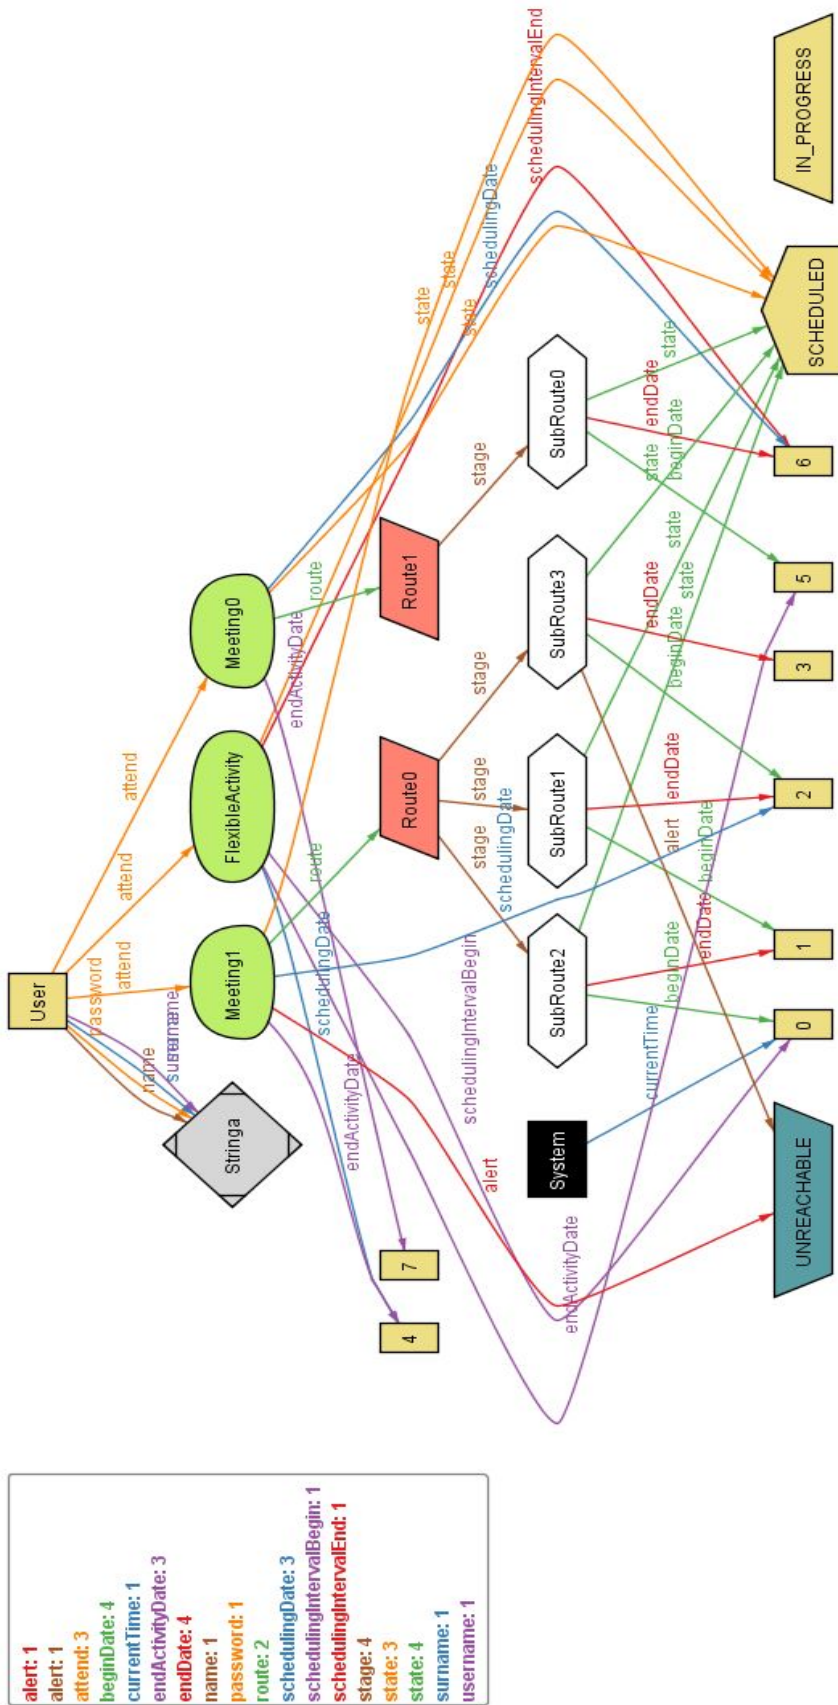 alert: 1
alert: 1
attend: 3
beginDate: 4
currentTime: 1
endActivityDate: 3
endDate: 4
name: 1
password: 1
route: 2
schedulingDate: 3
schedulingIntervalBegin: 1
schedulingIntervalEnd: 1
stage: 4
state: 3
state: 4
surname: 1
username: 1
User
password
attend
attend
attend
name
surname
username
Stringa
Meeting1
FlexibleActivity
Meeting0
schedulingDate
route
endActivityDate
route
endActivityDate
4
7
Route0
Route1
state
state
state
schedulingIntervalBegin
alert
stage
stage
stage
stage
schedulingDate
schedulingDate
schedulingIntervalEnd
System
SubRoute2
SubRoute1
SubRoute3
SubRoute0
endActivityDate
currentTime
beginDate
endDate
beginDate
alert
endDate
beginDate
state
state
endDate
beginDate
state
endDate
state
UNREACHABLE
0
1
2
3
5
6
SCHEDULED
IN_PROGRESS